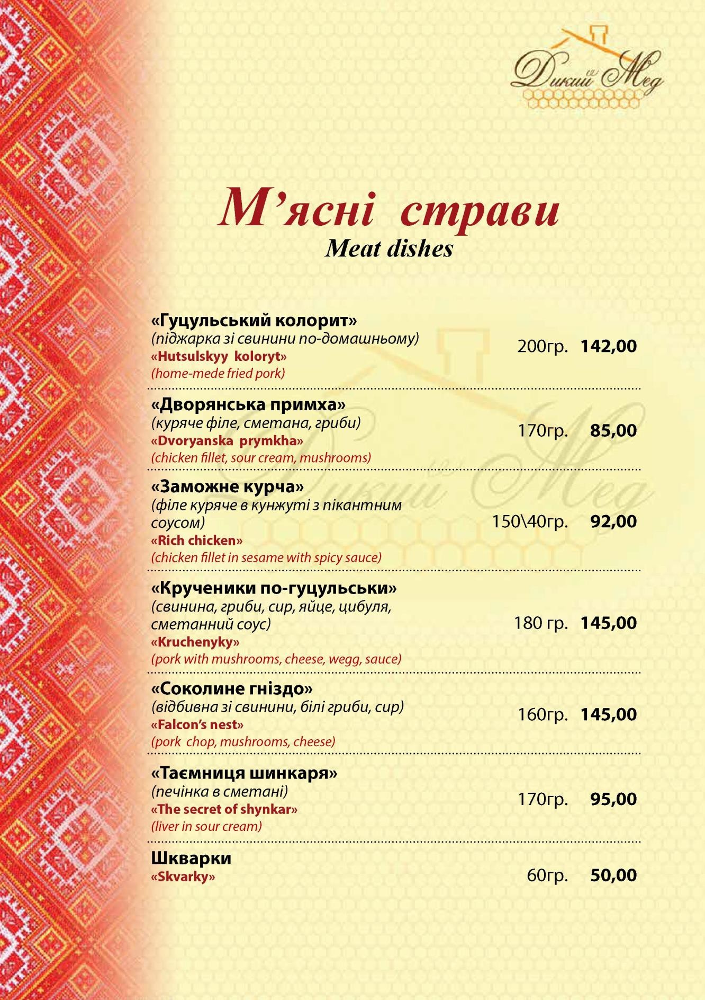 Дикий Мед
М’ясні страви
Meat dishes
«Гуцульський колорит»
(піджарка зі свинини по-домашньому)
«Hutsulskyy koloryt»
(home-mede fried pork)
200гр. 142,00
«Дворянська примха»
(куряче філе, сметана, гриби)
«Dvoryanska prymkha»
(chicken fillet, sour cream, mushrooms)
170гр. 85,00
«Заможне курча»
(філе куряче в кунжуті з пікантним
соусом)
«Rich chicken»
(chicken fillet in sesame with spicy sauce)
150\40гр. 92,00
«Крученики по-гуцульськи»
(свинина, гриби, сир, яйце, цибуля,
сметанний соус)
«Kruchenyky»
(pork with mushrooms, cheese, wegg, sauce)
180 гр. 145,00
«Соколине гніздо»
(відбивна зі свинини, білі гриби, сир)
«Falcon’s nest»
(pork chop, mushrooms, cheese)
160гр. 145,00
«Таємниця шинкаря»
(печінка в сметані)
«The secret of shynkar»
(liver in sour cream)
170гр. 95,00
Шкварки
«Skvarky»
60гр. 50,00
Дикий Мед